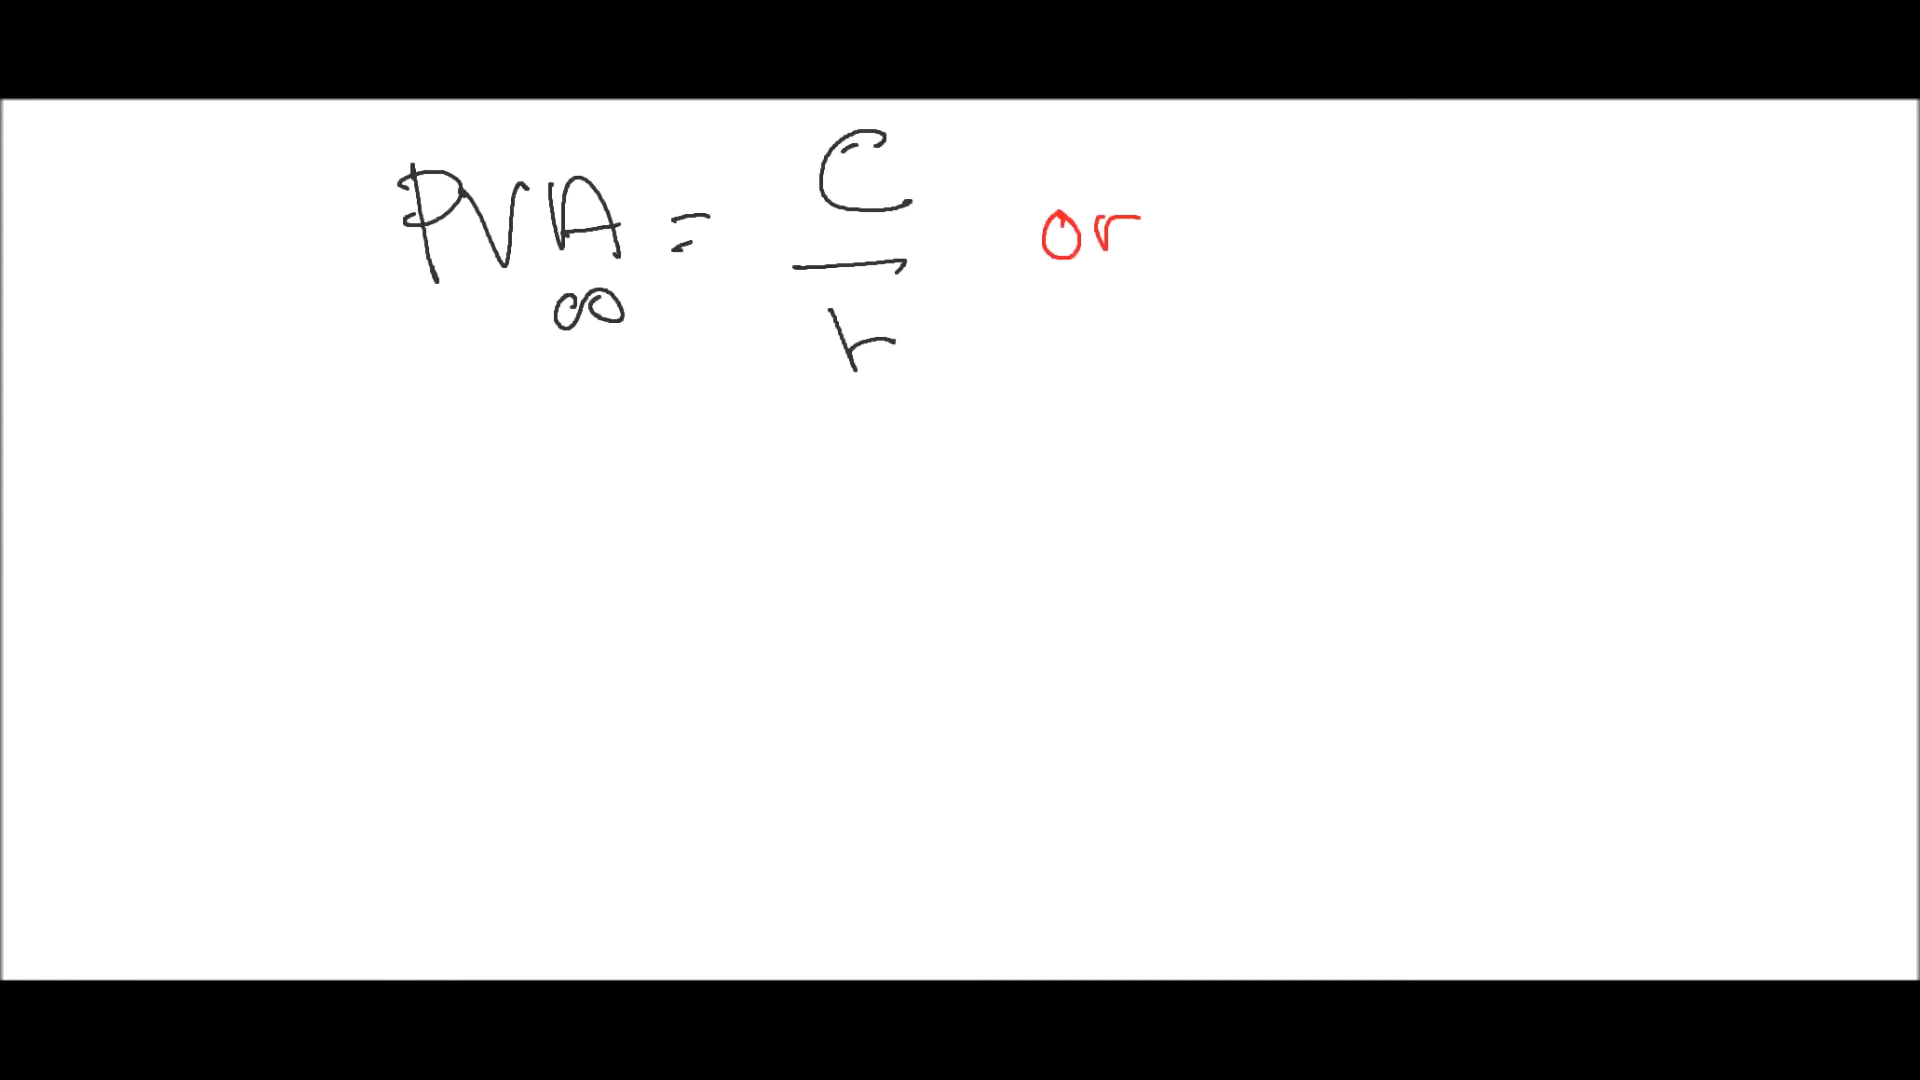 PVA∞ = C/r or